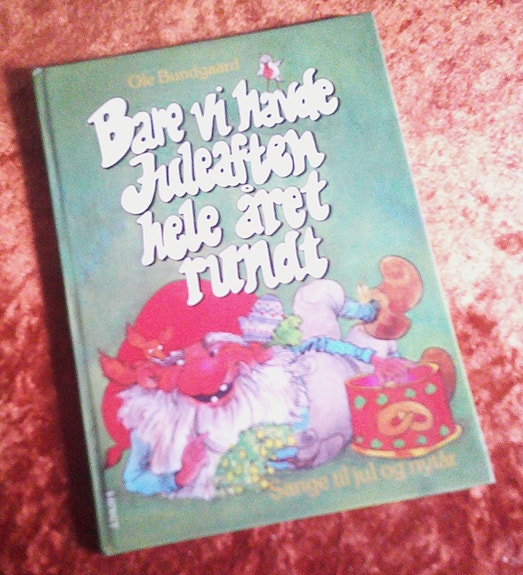 Ole Bundgaard
Bare vi havde
Juleaften
hele året
rundt
Sange til jul og nytår